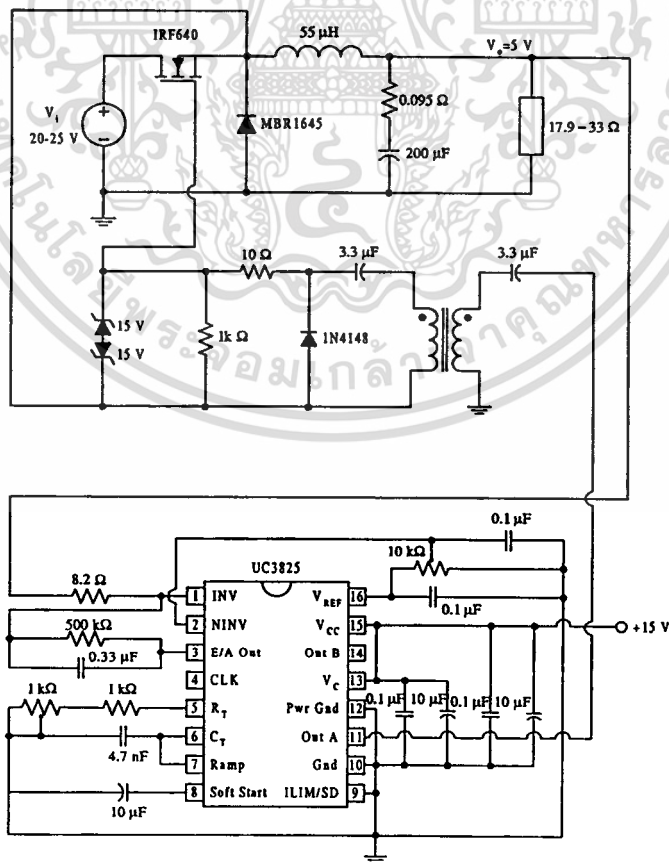 IRF640
55 µH
Vo=5 V
Vi
20-25 V
MBR1645
0.095 Ω
200 µF
17.9 – 33 Ω
10 Ω
3.3 µF
3.3 µF
15 V
15 V
1k Ω
1N4148
UC3825
8.2 Ω
500 kΩ
0.33 µF
1 kΩ
1 kΩ
4.7 nF
10 µF
1 INV
2 NINV
3 E/A Out
4 CLK
5 RT
6 CT
7 Ramp
8 Soft Start
VREF 16
VCC 15
Out B 14
VC 13
Pwr Gnd 12
Out A 11
Gnd 10
ILIM/SD 9
10 kΩ
0.1 µF
0.1 µF
+15 V
0.1 µF
10 µF
0.1 µF
10 µF